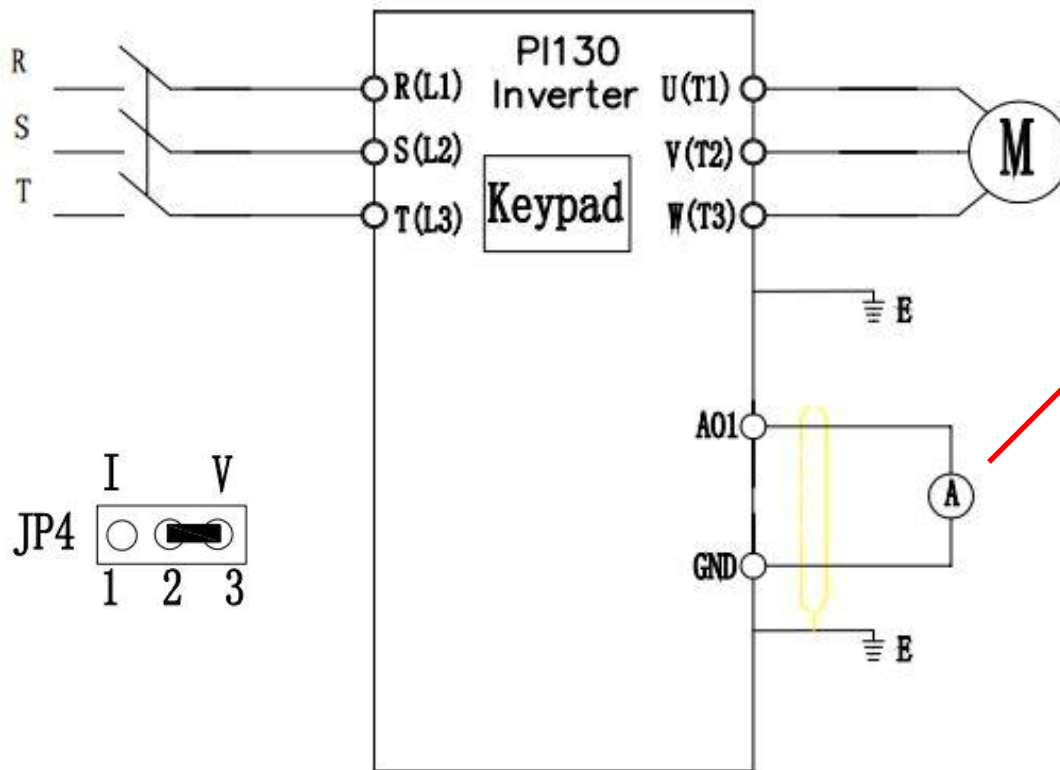 R
S
T
PI130
Inverter
R(L1)
S(L2)
T(L3)
Keypad
U(T1)
V(T2)
W(T3)
M
E
AO1
A
GND
E
I V
JP4
1 2 3